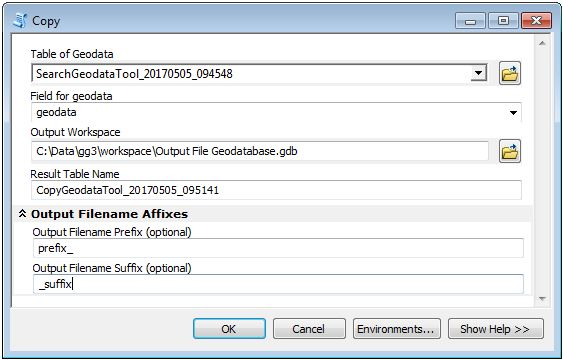 Copy
Table of Geodata
SearchGeodataTool_20170505_094548
Field for geodata
geodata
Output Workspace
C:\Data\gg3\workspace\Output File Geodatabase.gdb
Result Table Name
CopyGeodataTool_20170505_095141
Output Filename Affixes
Output Filename Prefix (optional)
prefix_
Output Filename Suffix (optional)
_suffix
OK Cancel Environments... Show Help >>